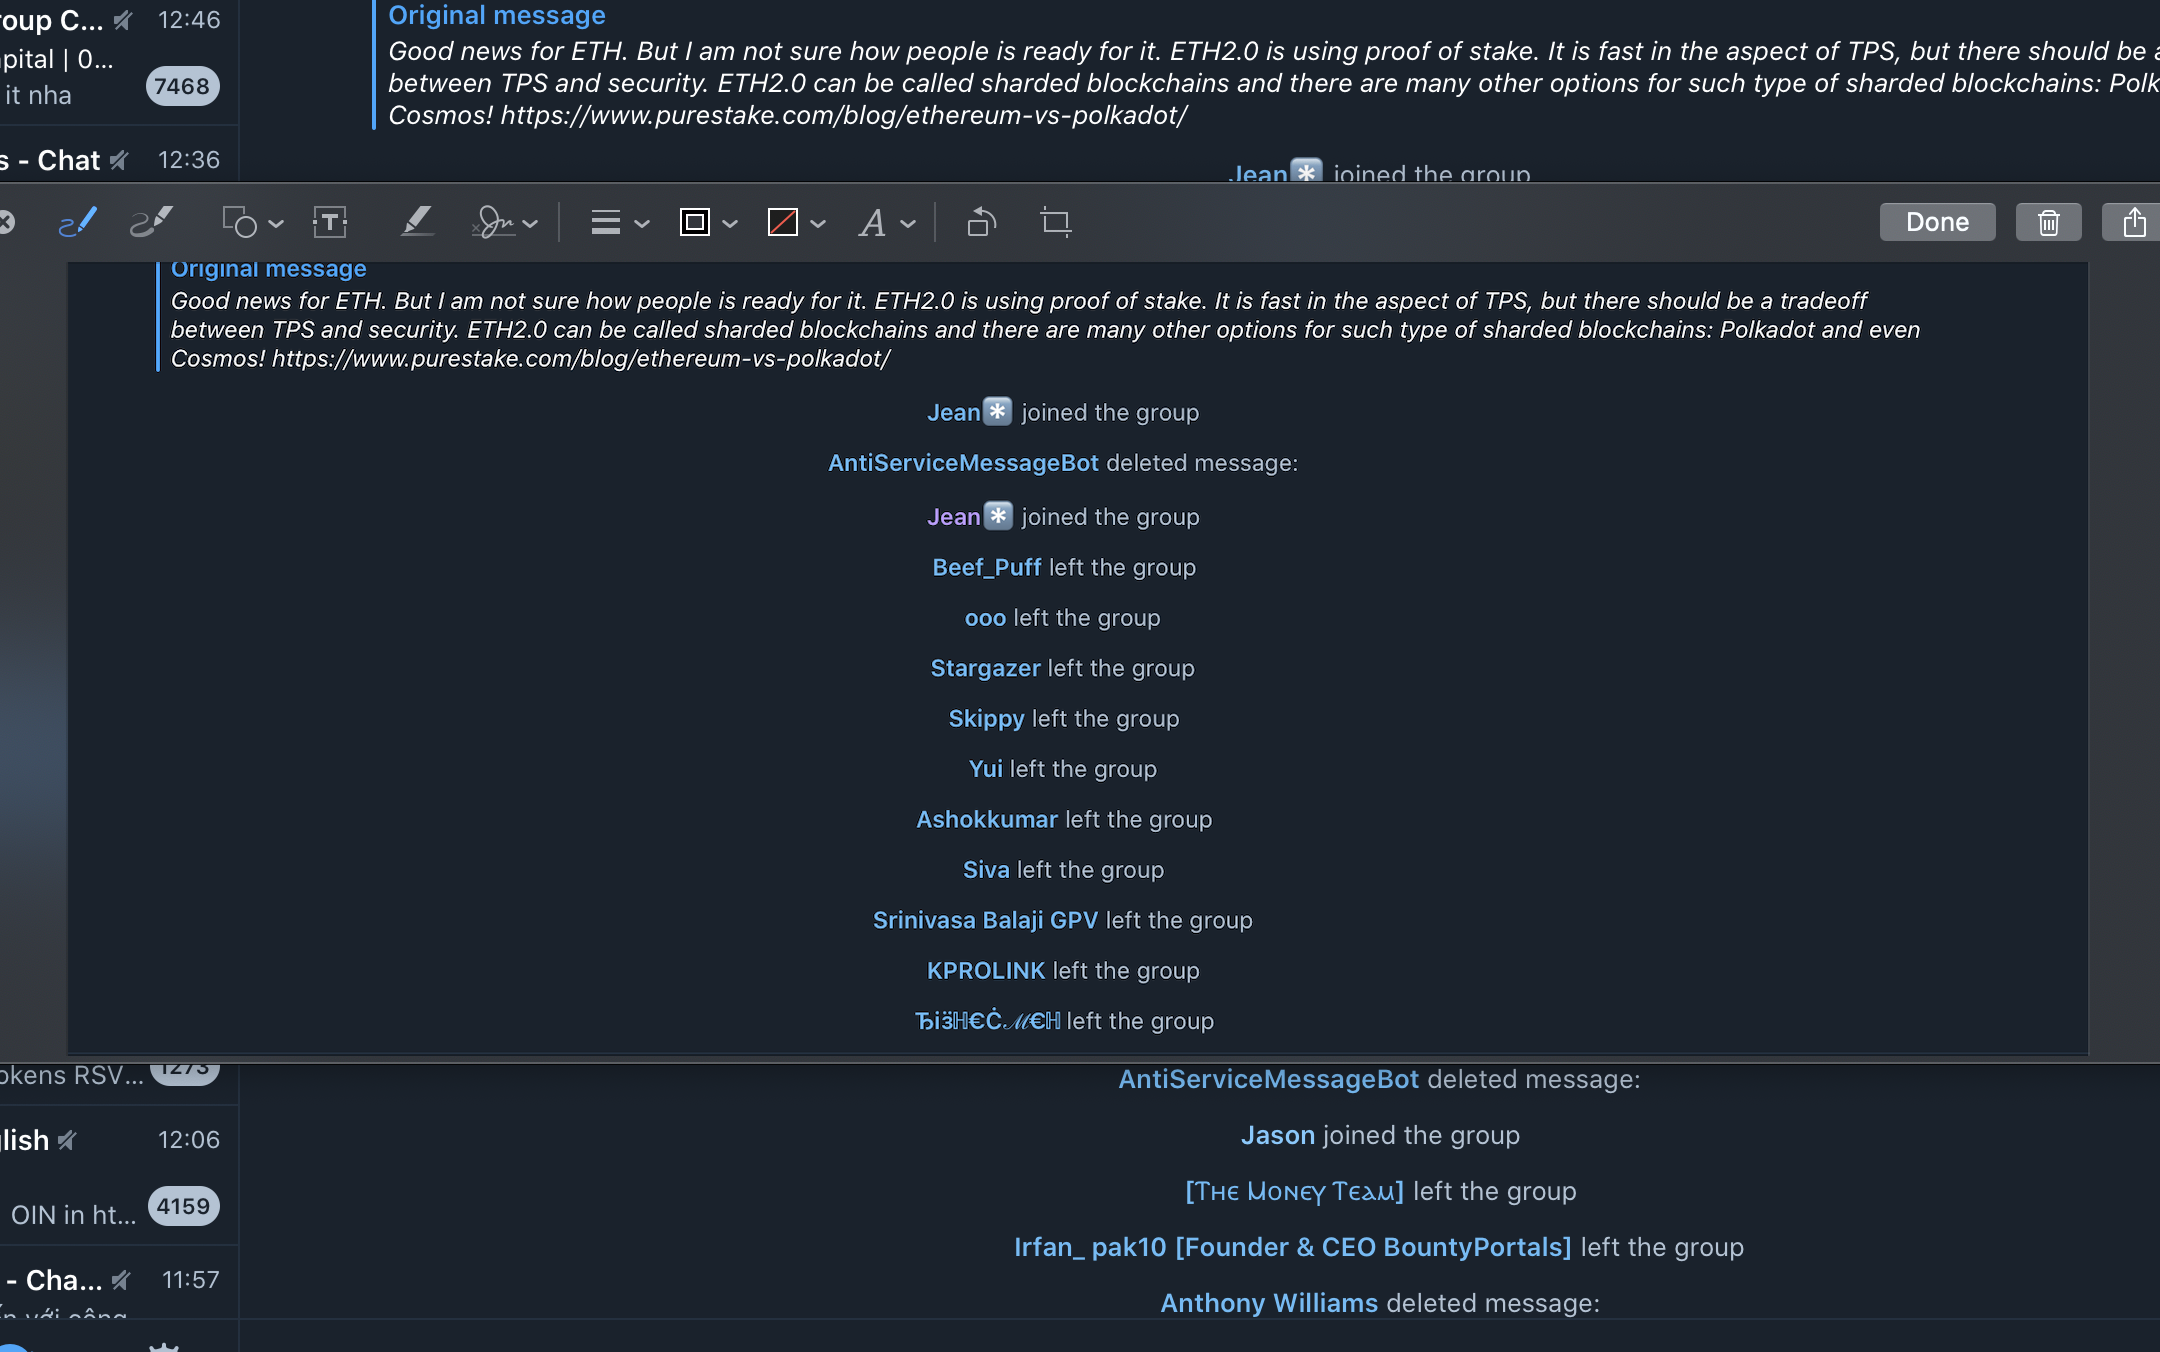 roup C... 12:46
pital | 0...
it nha 7468
s - Chat 12:36
Original message
Good news for ETH. But I am not sure how people is ready for it. ETH2.0 is using proof of stake. It is fast in the aspect of TPS, but there should be a
between TPS and security. ETH2.0 can be called sharded blockchains and there are many other options for such type of sharded blockchains: Polk
Cosmos! https://www.purestake.com/blog/ethereum-vs-polkadot/
Jean joined the group
Done
Original message
Good news for ETH. But I am not sure how people is ready for it. ETH2.0 is using proof of stake. It is fast in the aspect of TPS, but there should be a tradeoff
between TPS and security. ETH2.0 can be called sharded blockchains and there are many other options for such type of sharded blockchains: Polkadot and even
Cosmos! https://www.purestake.com/blog/ethereum-vs-polkadot/
Jean*️⃣ joined the group
AntiServiceMessageBot deleted message:
Jean*️⃣ joined the group
Beef_Puff left the group
ooo left the group
Stargazer left the group
Skippy left the group
Yui left the group
Ashokkumar left the group
Siva left the group
Srinivasa Balaji GPV left the group
KPROLINK left the group
left the group
okens RSV... 1273
AntiServiceMessageBot deleted message:
lish 12:06
OIN in ht... 4159
Jason joined the group
[Tʜє Mᴏɴєү Tєᴀᴍ] left the group
Irfan_ pak10 [Founder & CEO BountyPortals] left the group
- Cha... 11:57
với công
Anthony Williams deleted message: